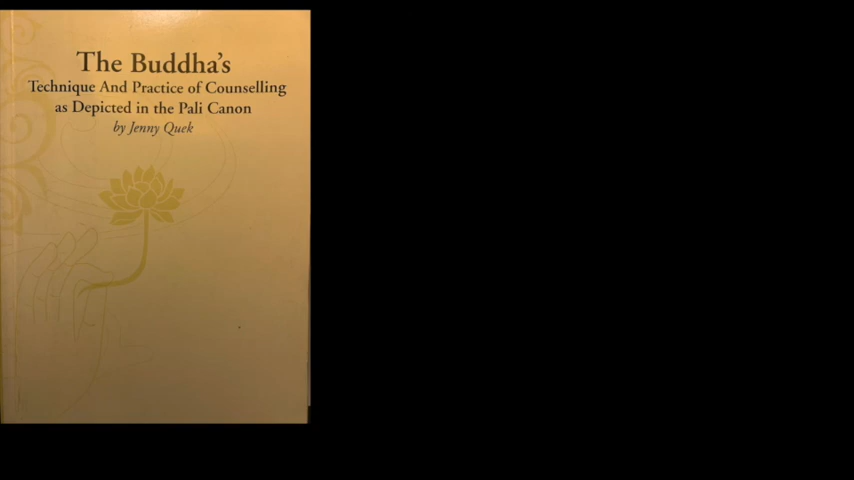 The Buddha's
Technique And Practice of Counselling
as Depicted in the Pali Canon
by Jenny Quek